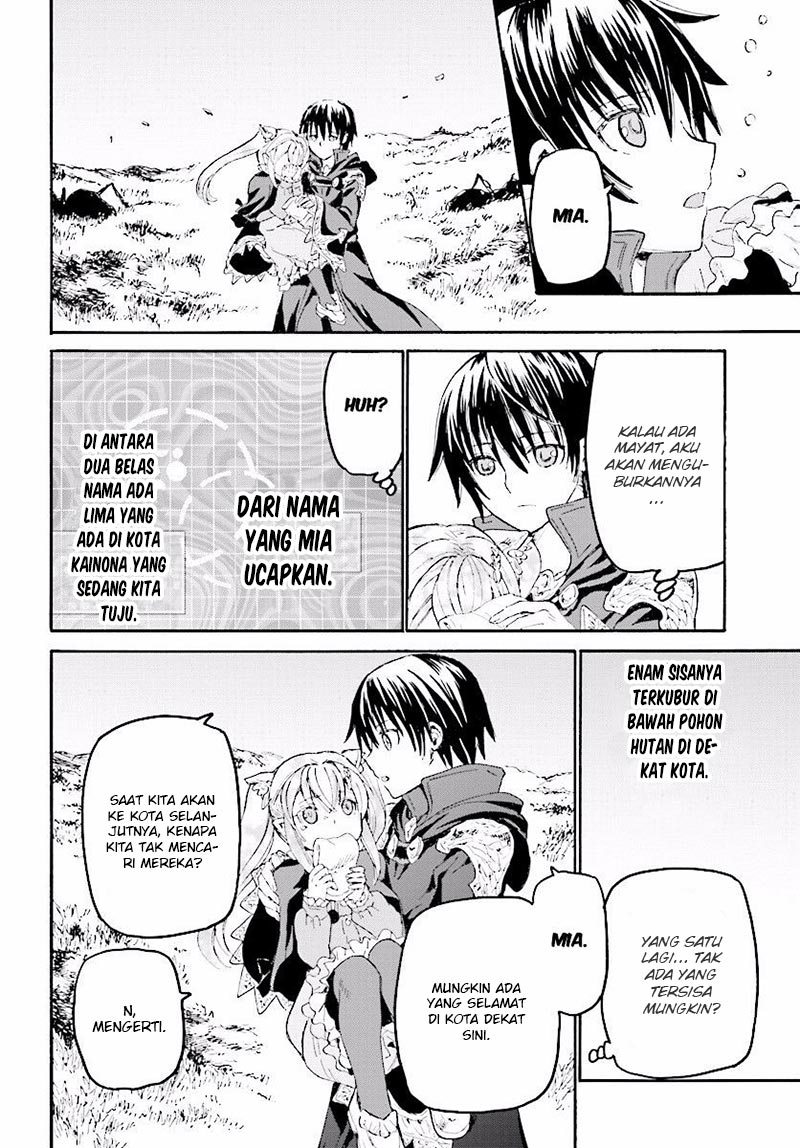 MIA.
KALAU ADA
MAYAT, AKU
AKAN MENGU-
BURKANNYA
...
HUH?
DARI NAMA
YANG MIA
UCAPKAN.
DI ANTARA
DUA BELAS
NAMA ADA
LIMA YANG
ADA DI KOTA
KAINONA YANG
SEDANG KITA
TUJU.
ENAM SISANYA
TERKUBUR DI
BAWAH POHON
HUTAN DI DE-
KAT KOTA.
YANG SATU
LAGI... TAK
ADA YANG
TERSISA
MUNGKIN?
MIA.
MUNGKIN ADA
YANG SELAMAT
DI KOTA DEKAT
SINI.
SAAT KITA AKAN
KE KOTA SELAN-
JUTNYA, KENAPA
KITA TAK MENCA-
RI MEREKA?
N,
MENGERTI.